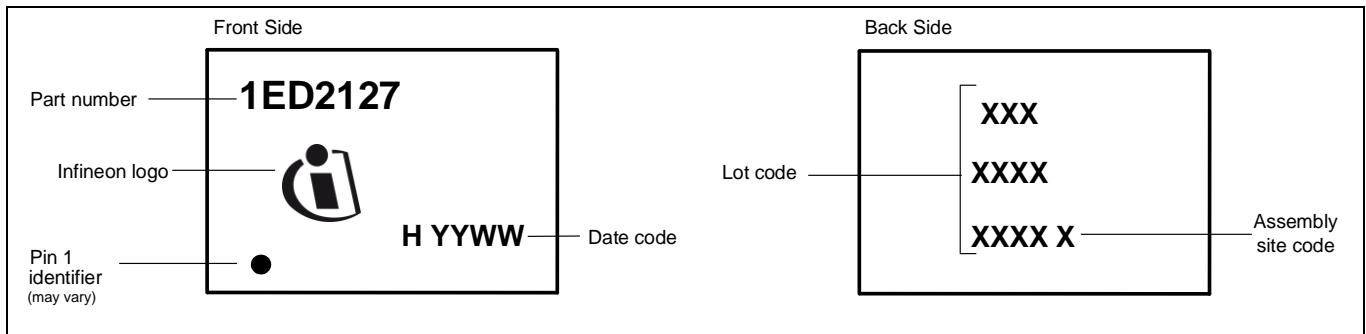 Front Side
Part number
1ED2127
Infineon logo
H YYWW
Date code
Pin 1
identifier
(may vary)
Back Side
XXX
Lot code
XXXX
XXXX X
Assembly
site code